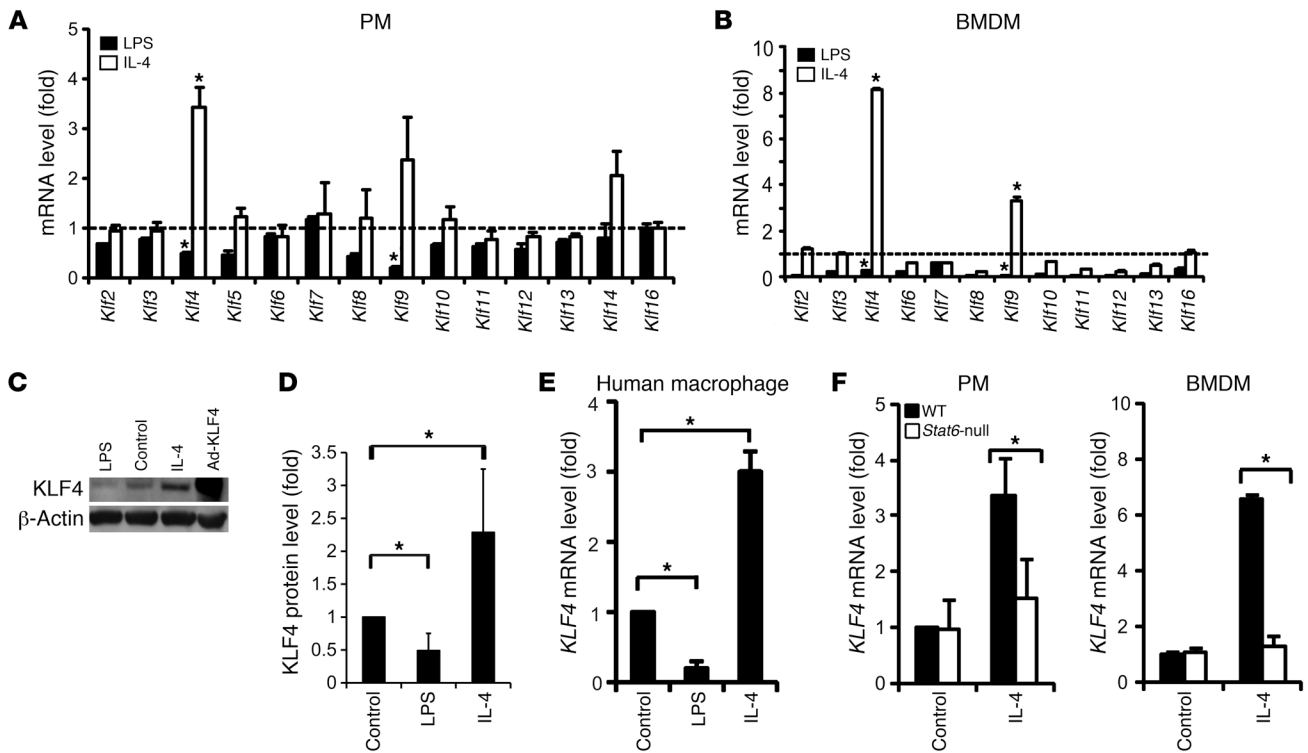 A
PM
LPS
IL-4
mRNA level (fold)
5
4
3
2
1
0
*
*
*
Klf2
Klf3
Klf4
Klf5
Klf6
Klf7
Klf8
Klf9
Klf10
Klf11
Klf12
Klf13
Klf14
Klf16
B
BMDM
LPS
IL-4
mRNA level (fold)
10
8
6
4
2
0
*
*
*
*
Klf2
Klf3
Klf4
Klf6
Klf7
Klf8
Klf9
Klf10
Klf11
Klf12
Klf13
Klf16
C
LPS
Control
IL-4
Ad-KLF4
KLF4
β-Actin
D
KLF4 protein level (fold)
3.5
3
2.5
2
1.5
1
0.5
0
*
*
Control
LPS
IL-4
E
Human macrophage
KLF4 mRNA level (fold)
4
3
2
1
0
*
*
Control
LPS
IL-4
F
PM
WT
Stat6-null
KLF4 mRNA level (fold)
5
4
3
2
1
0
*
Control
IL-4
BMDM
KLF4 mRNA level (fold)
10
8
6
4
2
0
*
Control
IL-4